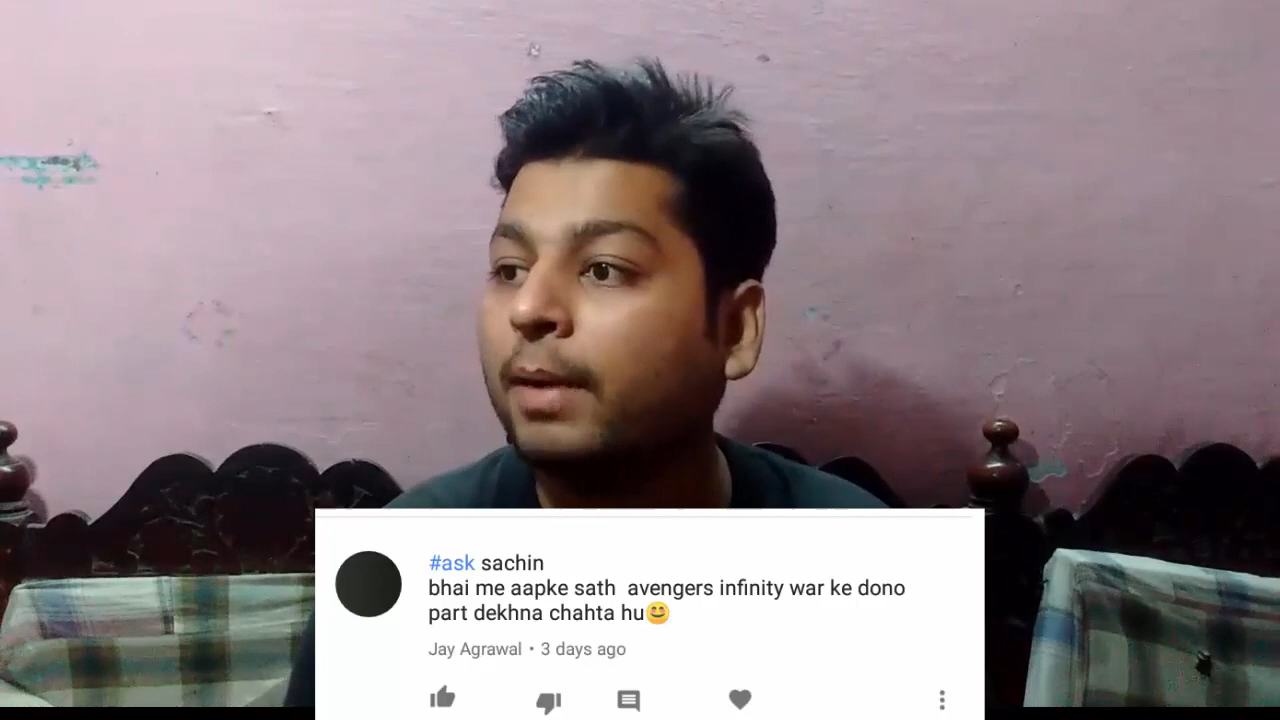 #ask sachin
bhai me aapke sath avengers infinity war ke dono
part dekhna chahta hu😄
Jay Agrawal • 3 days ago